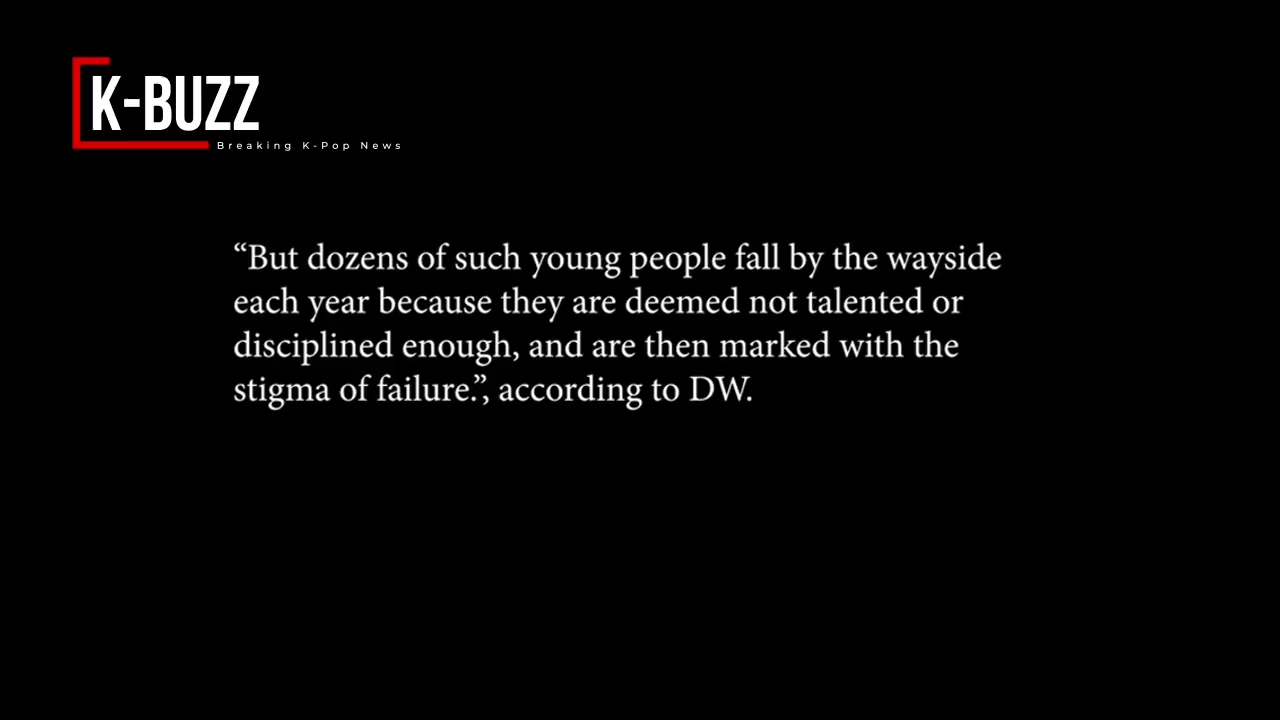 K-BUZZ
Breaking K-Pop News
“But dozens of such young people fall by the wayside
each year because they are deemed not talented or
disciplined enough, and are then marked with the
stigma of failure.”, according to DW.